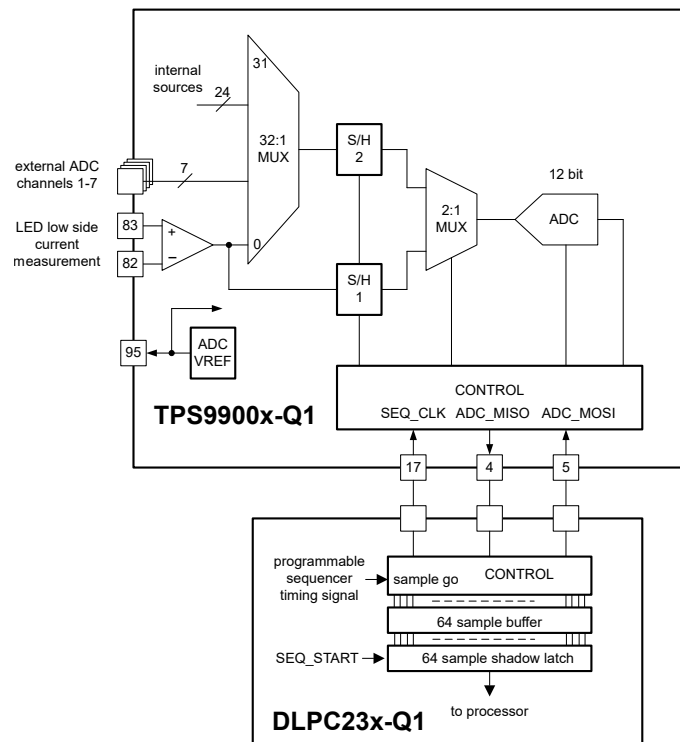 31
internal
sources
24
32:1
MUX
S/H
2
external ADC
channels 1-7
7
12 bit
2:1
MUX
ADC
LED low side
current
measurement
83
+
82
–
0
S/H
1
95
ADC
VREF
CONTROL
TPS9900x-Q1
SEQ_CLK ADC_MISO ADC_MOSI
17
4
5
programmable
sequencer
timing signal
sample go
CONTROL
64 sample buffer
SEQ_START
64 sample shadow latch
to processor
DLPC23x-Q1